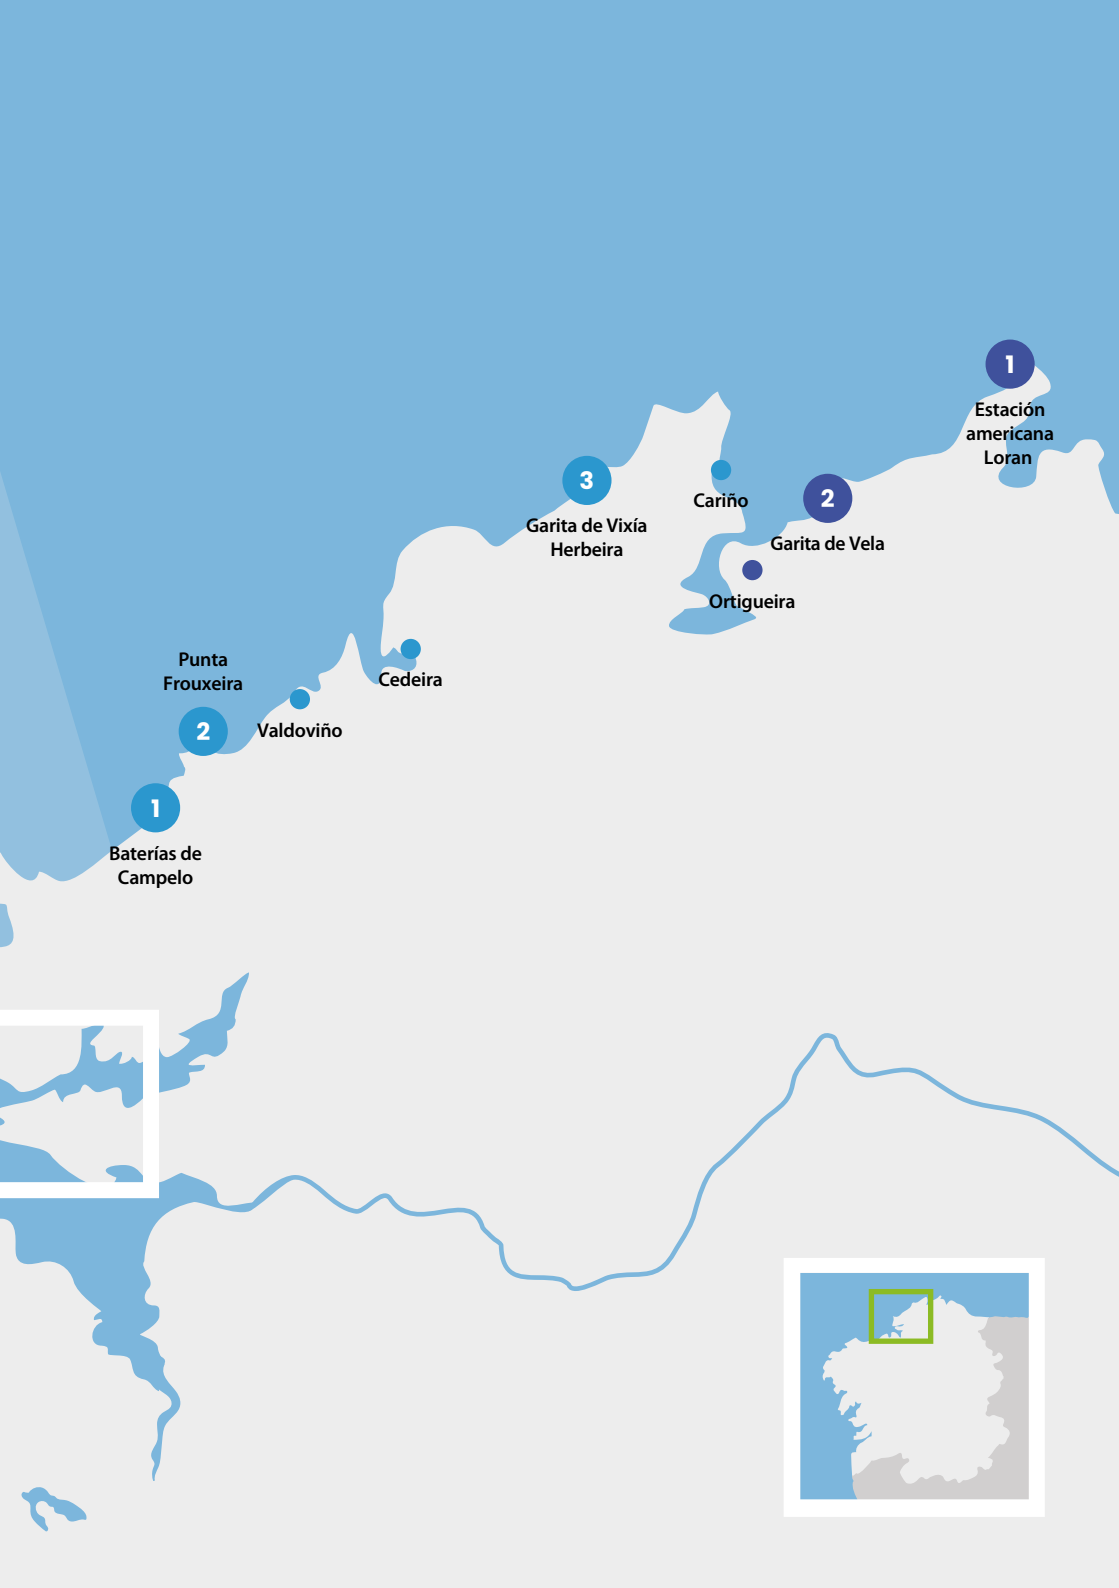 1
Estación
americana
Loran
3
Garita de Vixía
Herbeira
Cariño
2
Garita de Vela
Ortigueira
Punta
Frouxeira
2
Cedeira
Valdoviño
1
Baterías de
Campelo